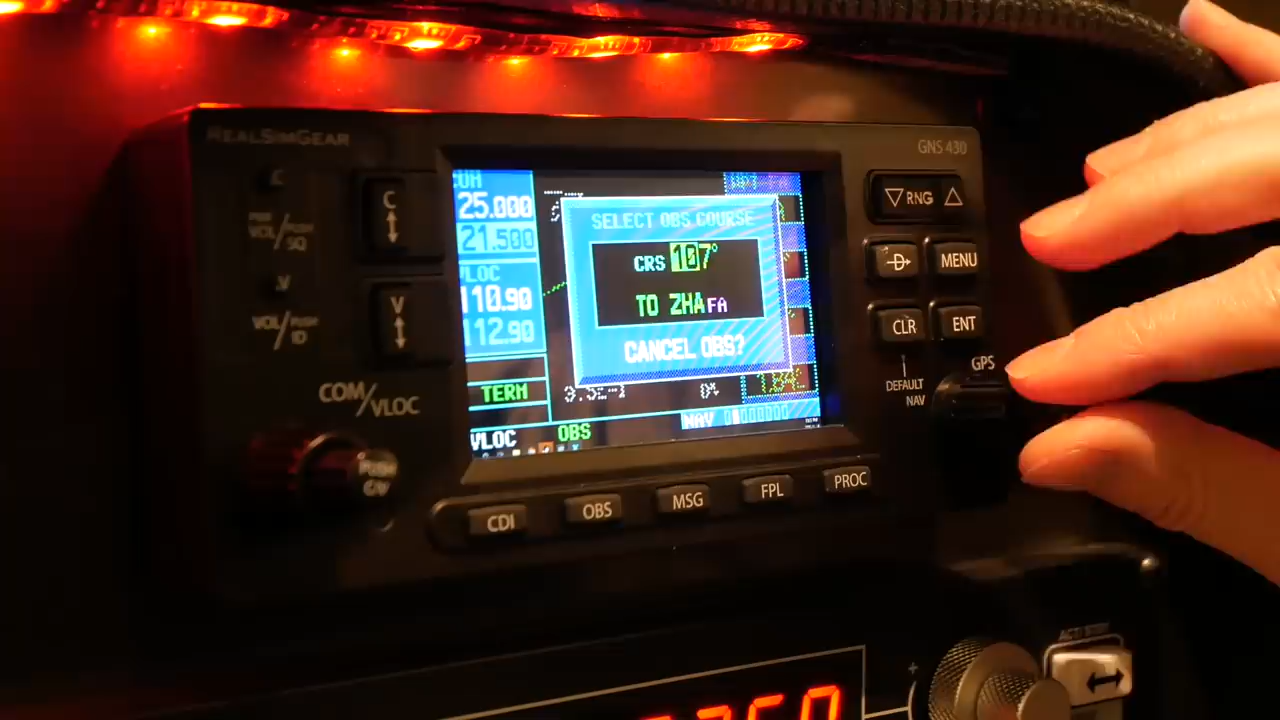 REALSIMGEAR
GNS 430
C
VOL/PUSH SQ
V
VOL/PUSH ID
COM/VLOC
PUSH C/V
C
V
25.000
21.500
VLOC
110.90
112.90
TERM
VLOC
OBS
SELECT OBS COURSE
CRS 107°
TO ZHAFA
CANCEL OBS?
NAV
RNG
D
MENU
CLR
ENT
DEFAULT NAV
GPS
CDI
OBS
MSG
FPL
PROC
+